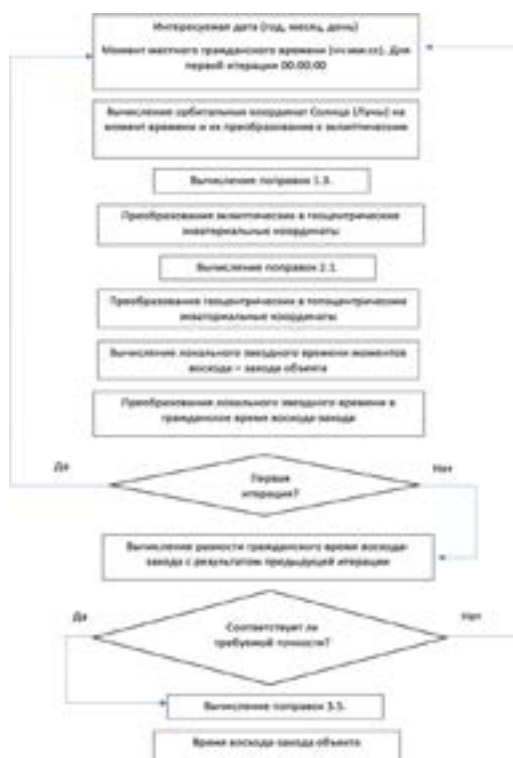 Интересуемая дата (год, месяц, день)
Момент местного гражданского времени (чч:мм:сс). Для
первой итерации 00:00:00
Вычисление орбитальных координат Солнца (Луны) на
момент времени и их преобразование к эклиптическим
Вычисление поправок 1.3.
Преобразование эклиптических в геоцентрические
экваториальные координаты
Вычисление поправок 2.1.
Преобразование геоцентрических в топоцентрические
экваториальные координаты
Вычисление локального звездного времени моментов
восхода – захода объекта
Преобразование локального звездного времени в
гражданское время восхода-захода
Да
Нет
Первая
итерация?
Вычисление разности гражданского время восхода-
захода с результатом предыдущей итерации
Да
Нет
Соответствует ли
требуемой точности?
Вычисление поправок 3.5.
Время восхода-захода объекта